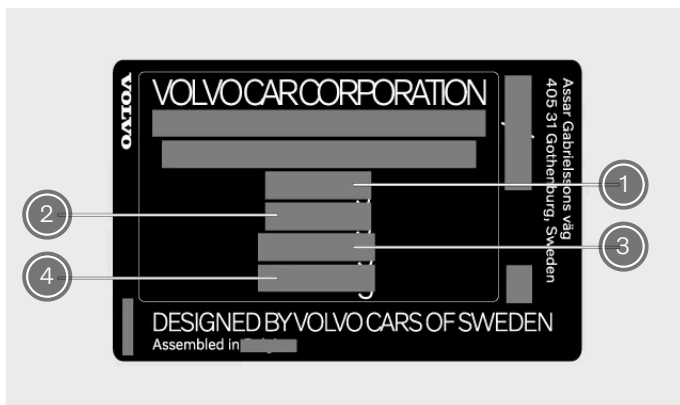 VOLVO
VOLVO CAR CORPORATION
Assar Gabrielssons väg
405 31 Gothenburg, Sweden
1
2
3
4
DESIGNED BY VOLVO CARS OF SWEDEN
Assembled in